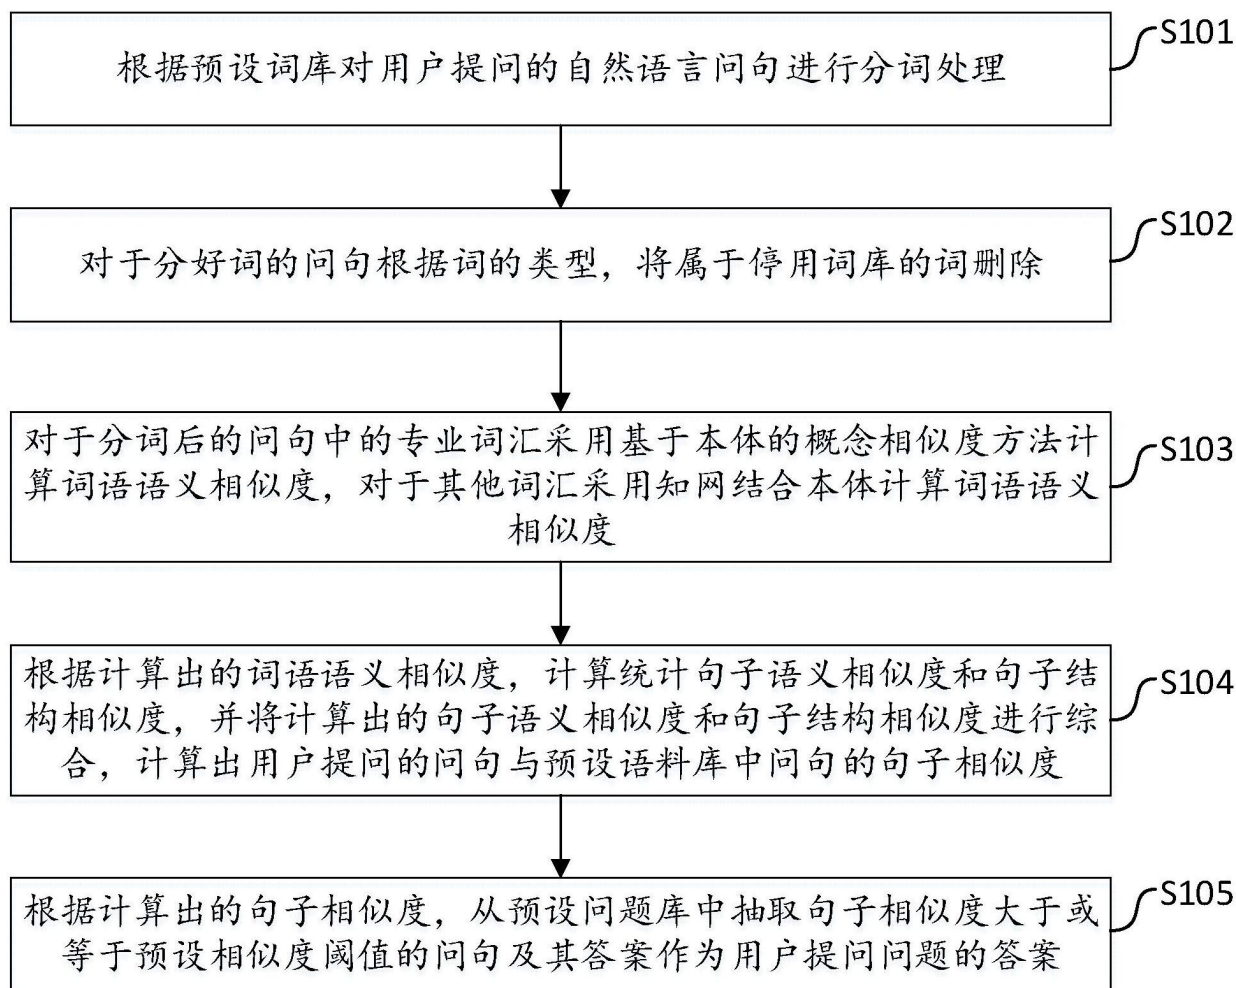 根据预设词库对用户提问的自然语言问句进行分词处理
S101
对于分好词的问句根据词的类型，将属于停用词库的词删除
S102
对于分词后的问句中的专业词汇采用基于本体的概念相似度方法计
算词语语义相似度，对于其他词汇采用知网结合本体计算词语语义
相似度
S103
根据计算出的词语语义相似度，计算统计句子语义相似度和句子结
构相似度，并将计算出的句子语义相似度和句子结构相似度进行综
合，计算出用户提问的问句与预设语料库中问句的句子相似度
S104
根据计算出的句子相似度，从预设问题库中抽取句子相似度大于或
等于预设相似度阈值的问句及其答案作为用户提问问题的答案
S105